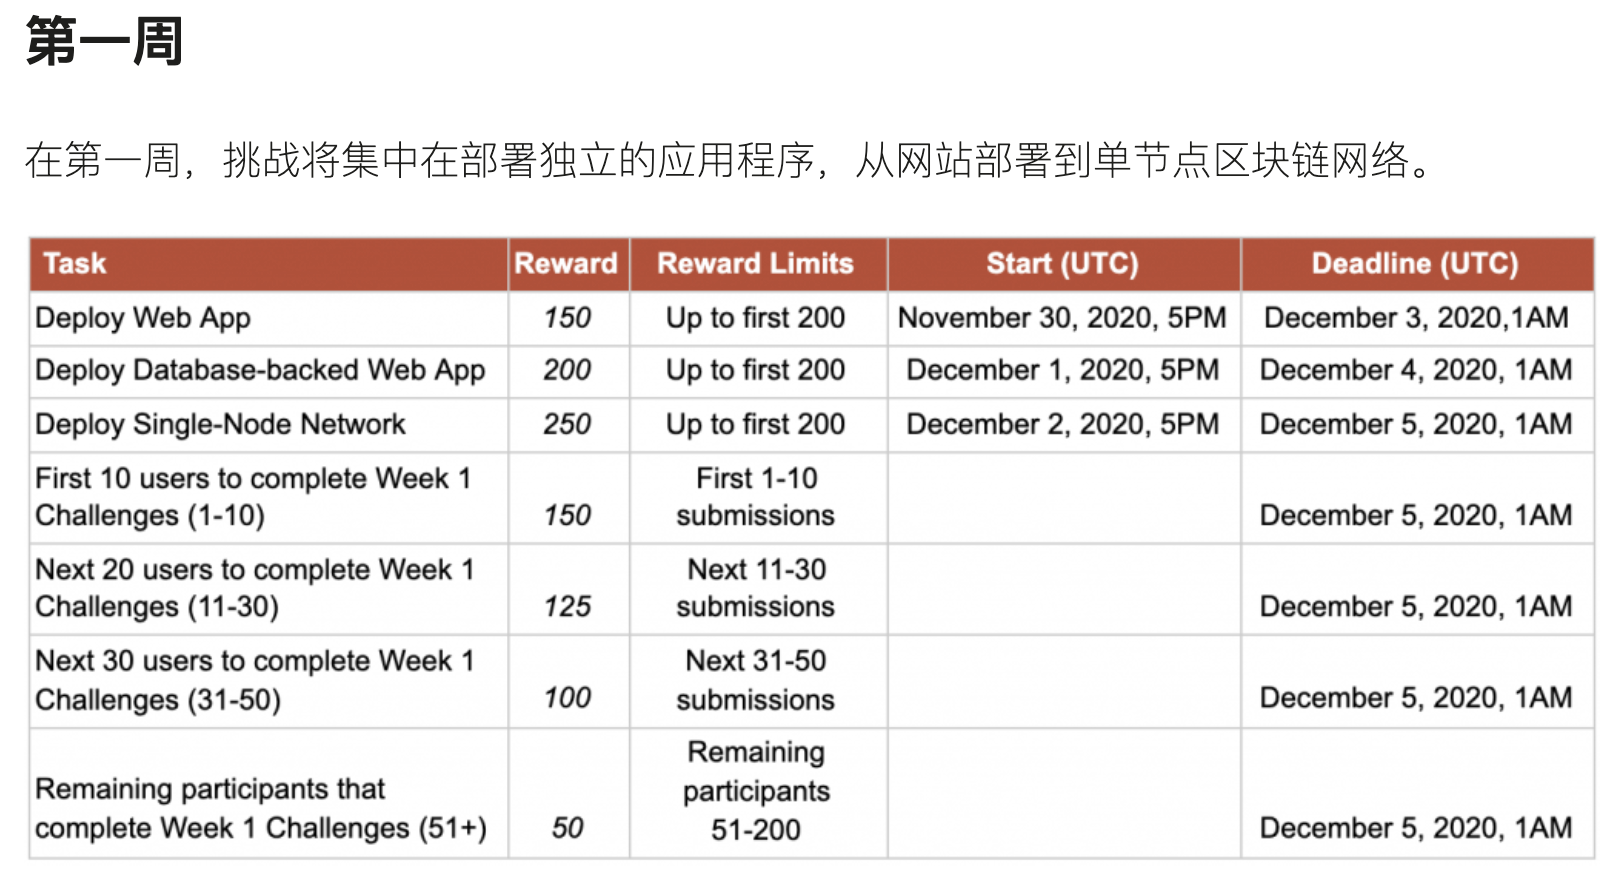 第一周
在第一周，挑战将集中在部署独立的应用程序，从网站部署到单节点区块链网络。
Task Reward Reward Limits Start (UTC) Deadline (UTC)
Deploy Web App 150 Up to first 200 November 30, 2020, 5PM December 3, 2020,1AM
Deploy Database-backed Web App 200 Up to first 200 December 1, 2020, 5PM December 4, 2020, 1AM
Deploy Single-Node Network 250 Up to first 200 December 2, 2020, 5PM December 5, 2020, 1AM
First 10 users to complete Week 1 First 1-10
Challenges (1-10) 150 submissions December 5, 2020, 1AM
Next 20 users to complete Week 1 Next 11-30
Challenges (11-30) 125 submissions December 5, 2020, 1AM
Next 30 users to complete Week 1 Next 31-50
Challenges (31-50) 100 submissions December 5, 2020, 1AM
Remaining
Remaining participants that participants
complete Week 1 Challenges (51+) 50 51-200 December 5, 2020, 1AM